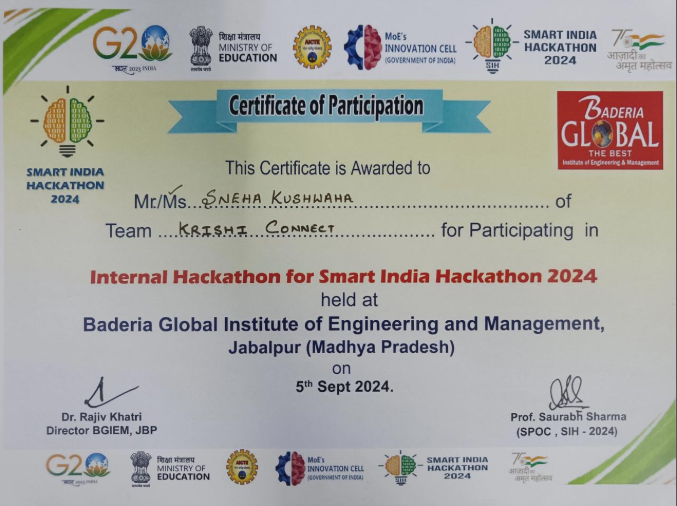 G20
भारत 2023 INDIA
शिक्षा मंत्रालय
MINISTRY OF
EDUCATION
सत्यमेव जयते
AICTE
MoE's
INNOVATION CELL
(GOVERNMENT OF INDIA)
SIH
SMART INDIA
HACKATHON
2024
75
आज़ादी का
अमृत महोत्सव
Certificate of Participation
SMART INDIA
HACKATHON
2024
BADERIA
GLOBAL
THE BEST
Institute of Engineering & Management
This Certificate is Awarded to
Mr/Ms. SNEHA KUSHWAHA of
Team KRISHI CONNECT for Participating in
Internal Hackathon for Smart India Hackathon 2024
held at
Baderia Global Institute of Engineering and Management,
Jabalpur (Madhya Pradesh)
on
5th Sept 2024.
Dr. Rajiv Khatri
Director BGIEM, JBP
Prof. Saurabh Sharma
(SPOC , SIH - 2024)
G20
भारत 2023 INDIA
शिक्षा मंत्रालय
MINISTRY OF
EDUCATION
MoE's
INNOVATION CELL
(GOVERNMENT OF INDIA)
SIH
SMART INDIA
HACKATHON
2024
आज़ादी का
अमृत महोत्सव